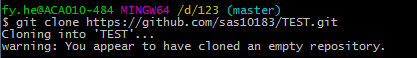 fy.he@ACA010-484 MINGW64 /d/123 (master)
$ git clone https://github.com/sas10183/TEST.git
Cloning into 'TEST'...
warning: You appear to have cloned an empty repository.